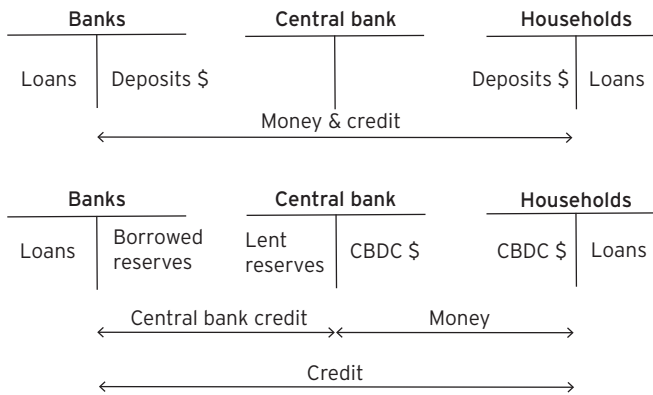 Banks Central bank Households
Loans Deposits $ Deposits $ Loans
Money & credit
Banks Central bank Households
Loans Borrowed reserves Lent reserves CBDC $ CBDC $ Loans
Central bank credit Money
Credit